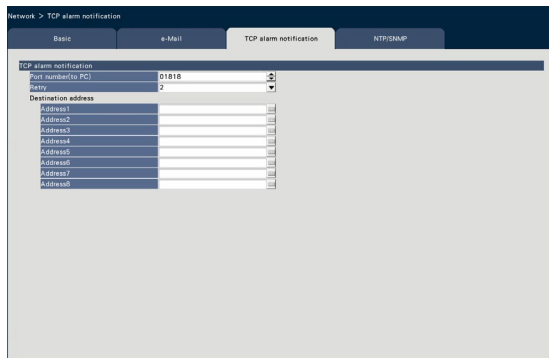 Network > TCP alarm notification
Basic e-Mail TCP alarm notification NTP/SNMP
TCP alarm notification
Port number(to PC) 01818
Retry 2
Destination address
Address1
Address2
Address3
Address4
Address5
Address6
Address7
Address8